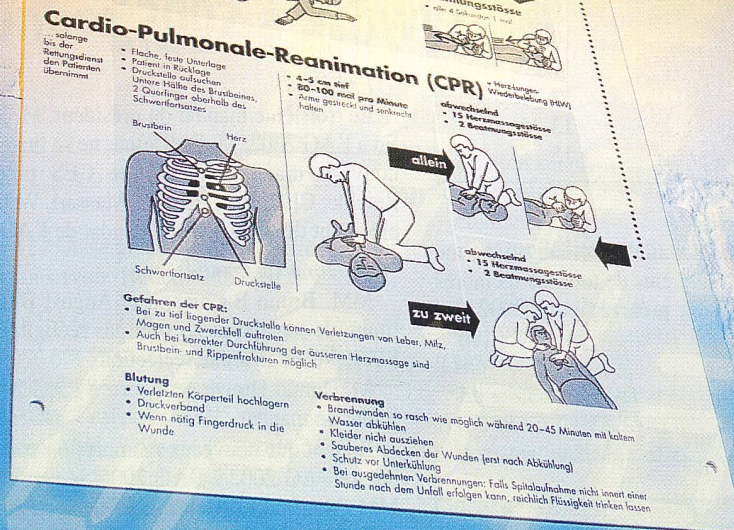 mungsstösse
• alle 4 Sekunden 1 mal
Cardio-Pulmonale-Reanimation (CPR)
... solange
bis der
Rettungsdienst
den Patienten
übernimmt
• Flache, feste Unterlage
• Patient in Rücklage
• Druckstelle aufsuchen
Untere Hälfte des Brustbeines,
2 Querfinger oberhalb des
Schwertfortsatzes
• 4-5 cm tief
• 80-100 mal pro Minute
• Arme gestreckt und senkrecht
halten
• Herz-Lungen-
Wiederbelebung (HLW)
abwechselnd
• 15 Herzmassagestösse
• 2 Beatmungsstösse
Brustbein
Herz
Schwertfortsatz
Druckstelle
allein
abwechselnd
• 15 Herzmassagestösse
• 2 Beatmungsstösse
zu zweit
Gefahren der CPR:
• Bei zu tief liegender Druckstelle können Verletzungen von Leber, Milz,
Magen und Zwerchfell auftreten
• Auch bei korrekter Durchführung der äusseren Herzmassage sind
Brustbein- und Rippenfrakturen möglich
Blutung
• Verletzten Körperteil hochlagern
• Druckverband
• Wenn nötig Fingerdruck in die
Wunde
Verbrennung
• Brandwunden so rasch wie möglich während 20-45 Minuten mit kaltem
Wasser abkühlen
• Kleider nicht ausziehen
• Sauberes Abdecken der Wunden (erst nach Abkühlung)
• Schutz vor Unterkühlung
• Bei ausgedehnten Verbrennungen: Falls Spitalaufnahme nicht innert einer
Stunde nach dem Unfall erfolgen kann, reichlich Flüssigkeit trinken lassen